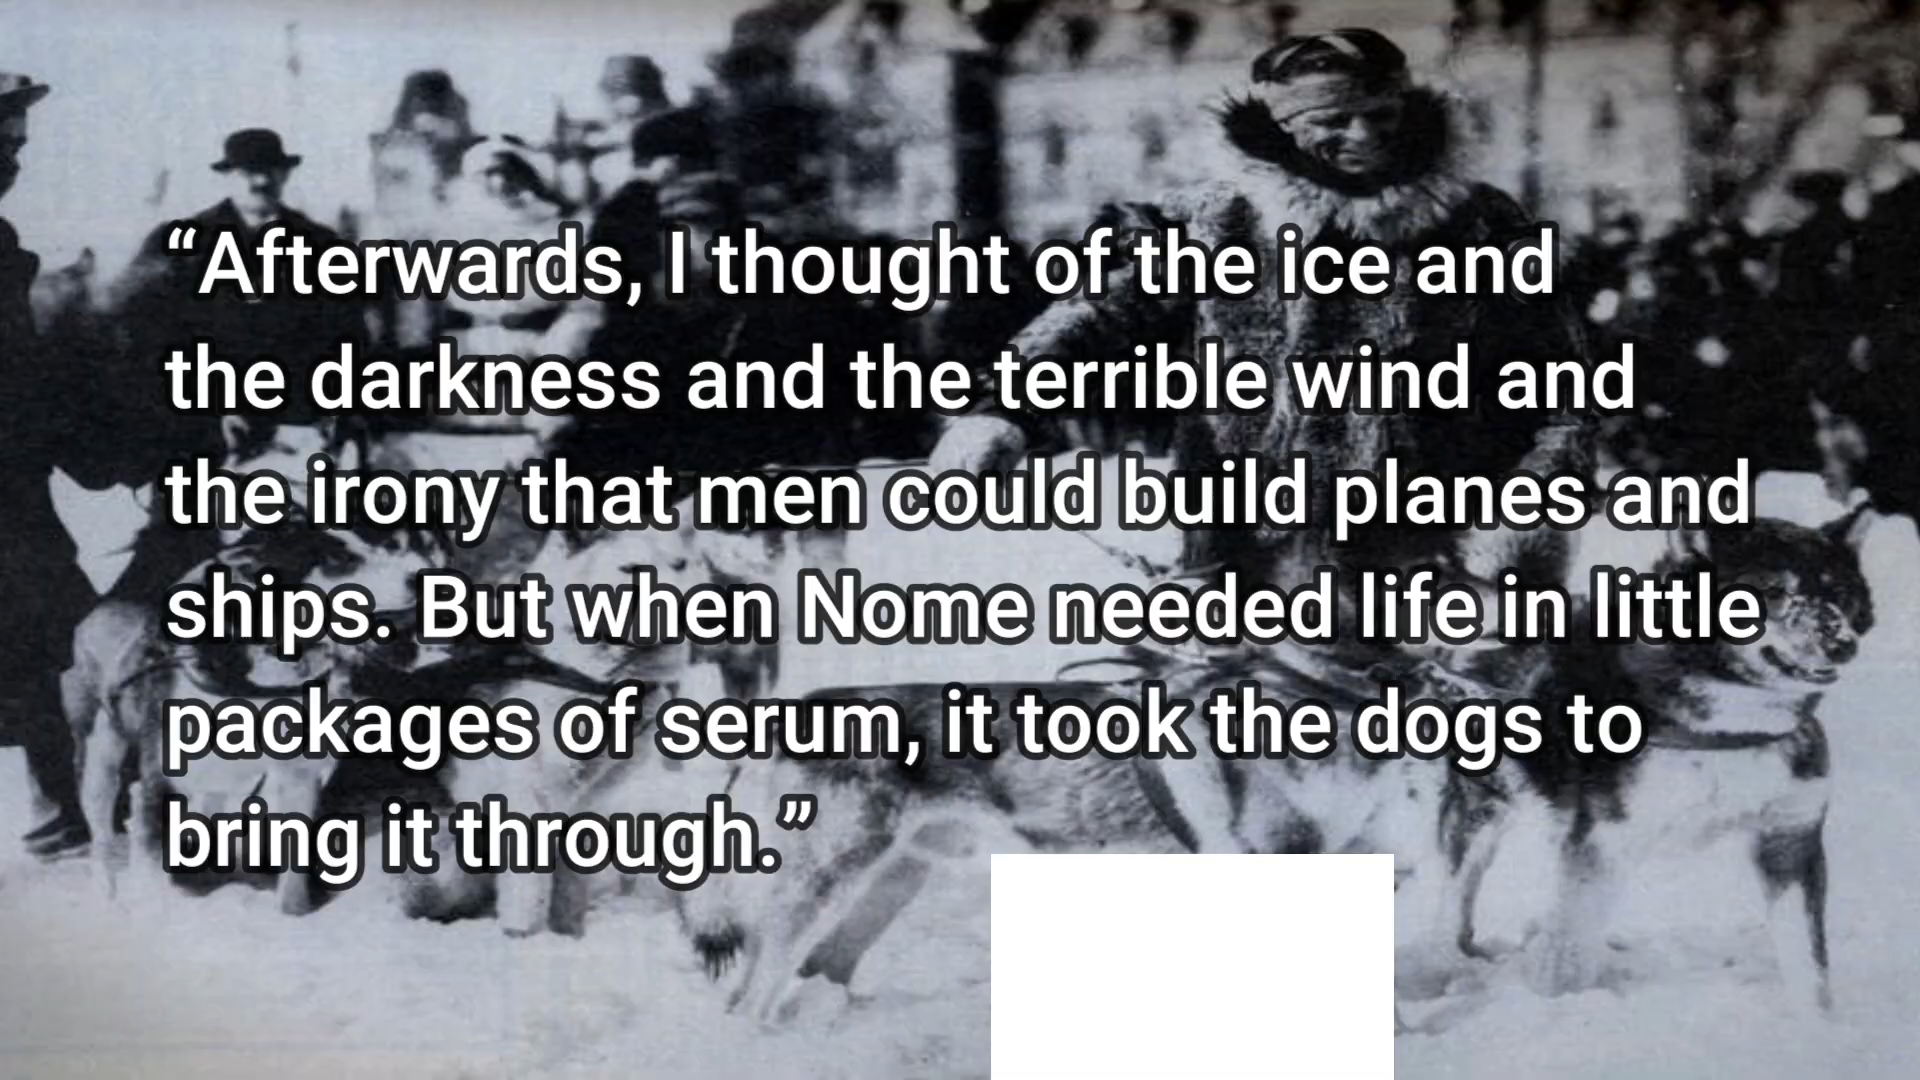 “Afterwards, I thought of the ice and
the darkness and the terrible wind and
the irony that men could build planes and
ships. But when Nome needed life in little
packages of serum, it took the dogs to
bring it through.”